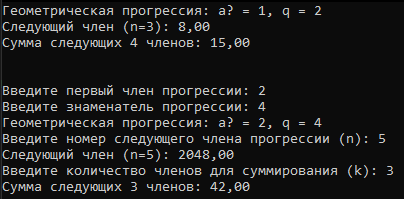 Геометрическая прогрессия: a? = 1, q = 2
Следующий член (n=3): 8,00
Сумма следующих 4 членов: 15,00
Введите первый член прогрессии: 2
Введите знаменатель прогрессии: 4
Геометрическая прогрессия: a? = 2, q = 4
Введите номер следующего члена прогрессии (n): 5
Следующий член (n=5): 2048,00
Введите количество членов для суммирования (k): 3
Сумма следующих 3 членов: 42,00